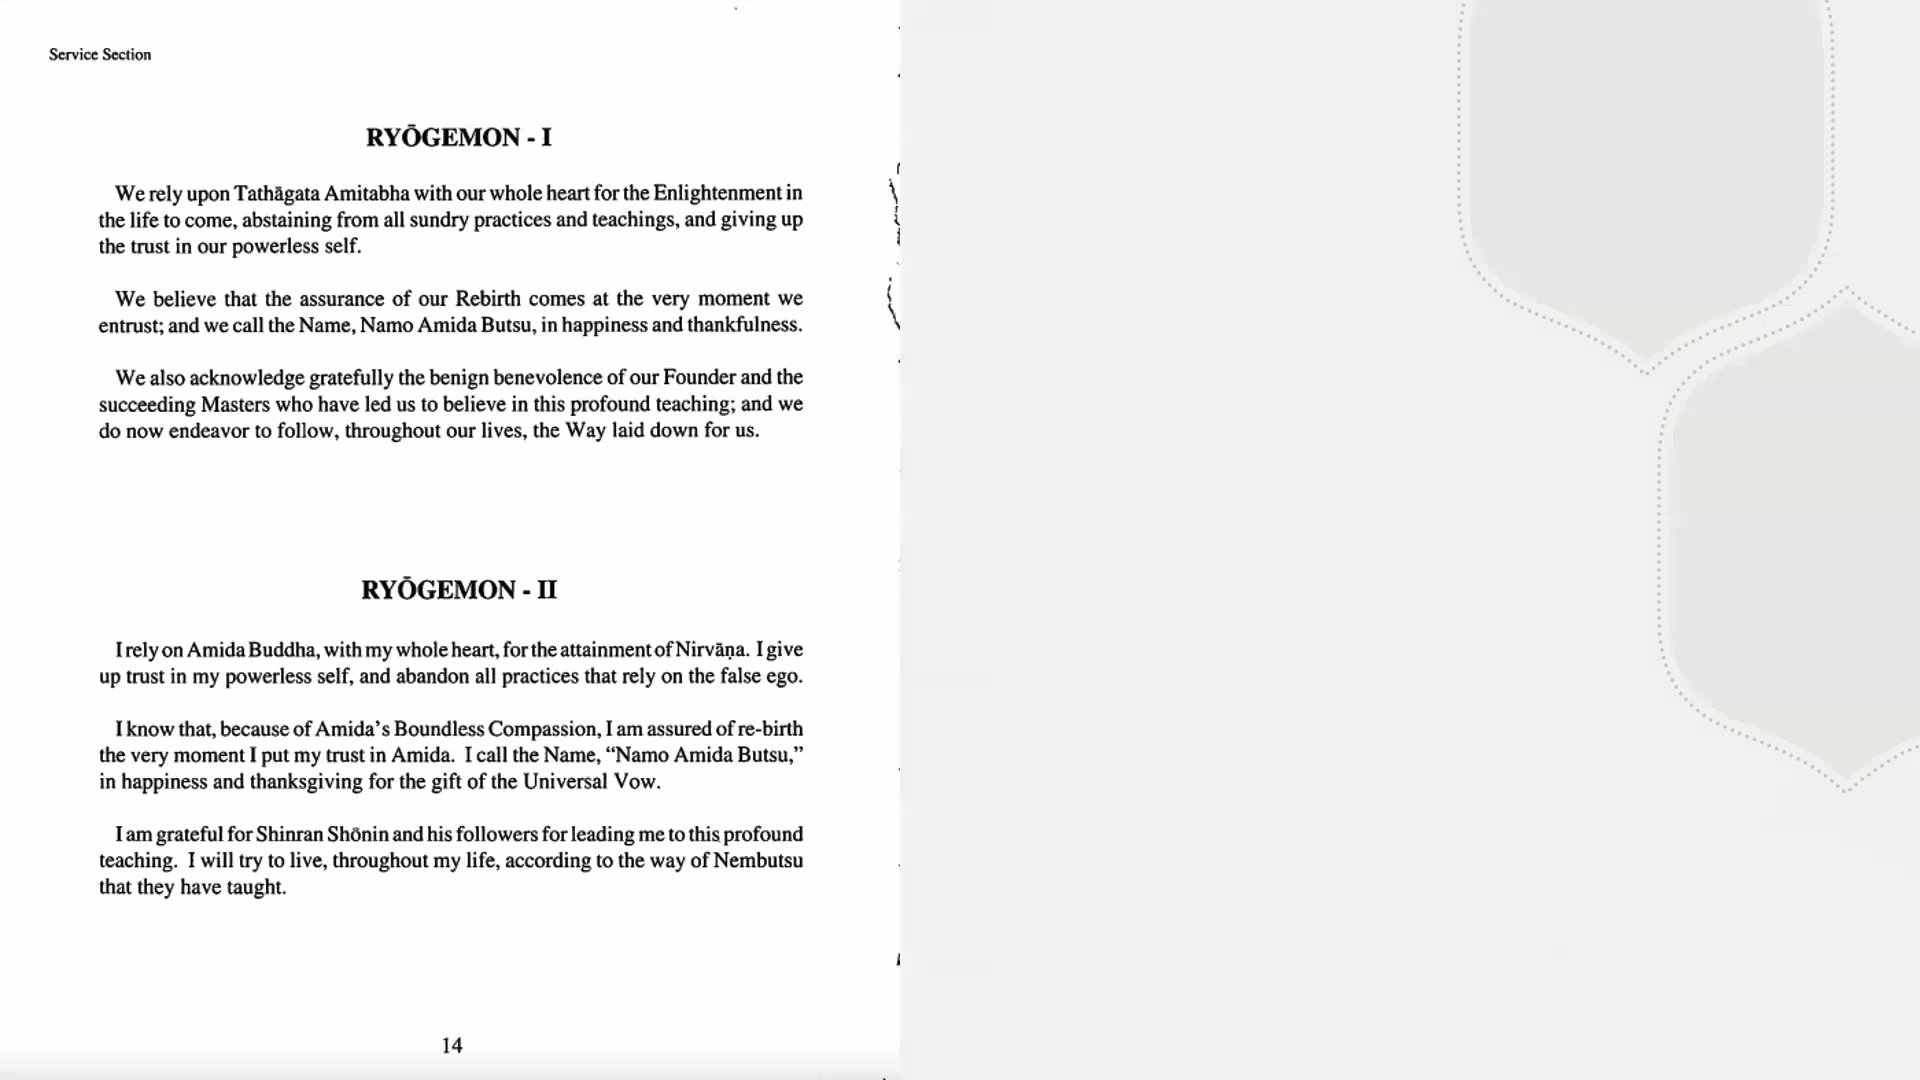 Service Section
RYŌGEMON - I
We rely upon Tathāgata Amitabha with our whole heart for the Enlightenment in
the life to come, abstaining from all sundry practices and teachings, and giving up
the trust in our powerless self.
We believe that the assurance of our Rebirth comes at the very moment we
entrust; and we call the Name, Namo Amida Butsu, in happiness and thankfulness.
We also acknowledge gratefully the benign benevolence of our Founder and the
succeeding Masters who have led us to believe in this profound teaching; and we
do now endeavor to follow, throughout our lives, the Way laid down for us.
RYŌGEMON - II
I rely on Amida Buddha, with my whole heart, for the attainment of Nirvāṇa. I give
up trust in my powerless self, and abandon all practices that rely on the false ego.
I know that, because of Amida's Boundless Compassion, I am assured of re-birth
the very moment I put my trust in Amida. I call the Name, “Namo Amida Butsu,”
in happiness and thanksgiving for the gift of the Universal Vow.
I am grateful for Shinran Shōnin and his followers for leading me to this profound
teaching. I will try to live, throughout my life, according to the way of Nembutsu
that they have taught.
14